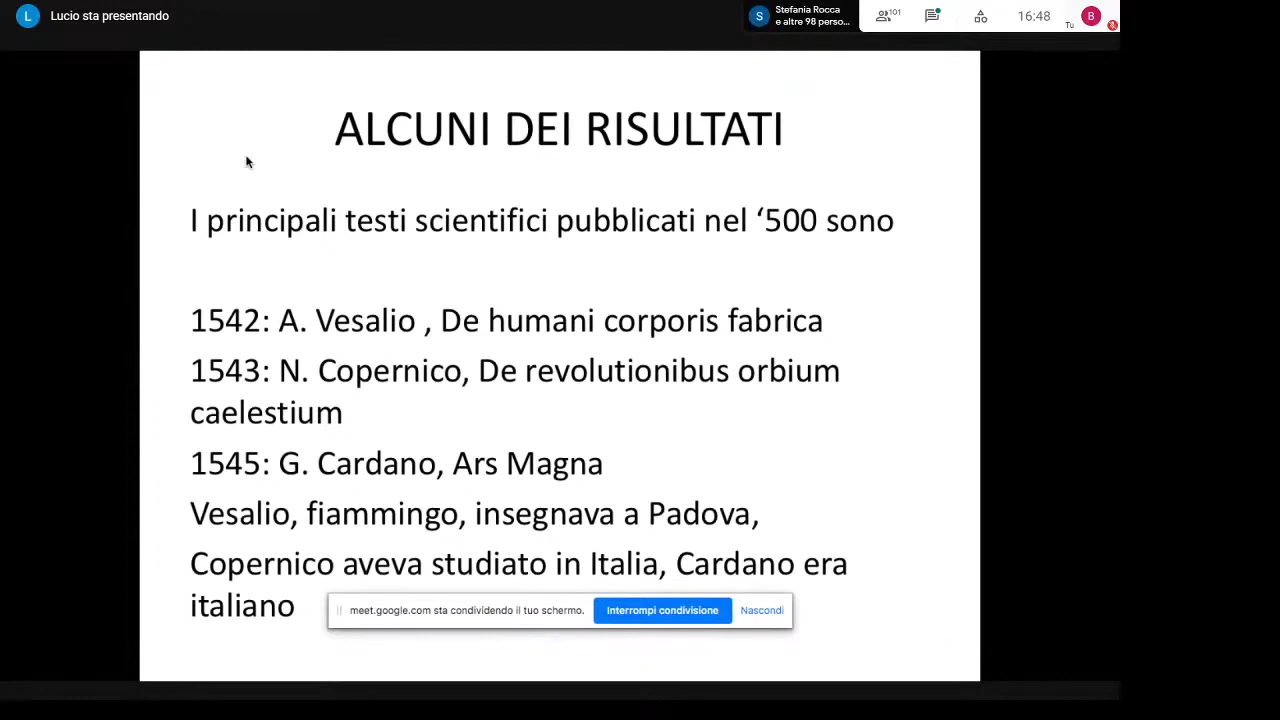 L Lucio sta presentando
S Stefania Rocca
e altre 98 perso...
101
16:48
Tu
B
ALCUNI DEI RISULTATI
I principali testi scientifici pubblicati nel ‘500 sono
1542: A. Vesalio , De humani corporis fabrica
1543: N. Copernico, De revolutionibus orbium
caelestium
1545: G. Cardano, Ars Magna
Vesalio, fiammingo, insegnava a Padova,
Copernico aveva studiato in Italia, Cardano era
italiano
meet.google.com sta condividendo il tuo schermo. Interrompi condivisione Nascondi